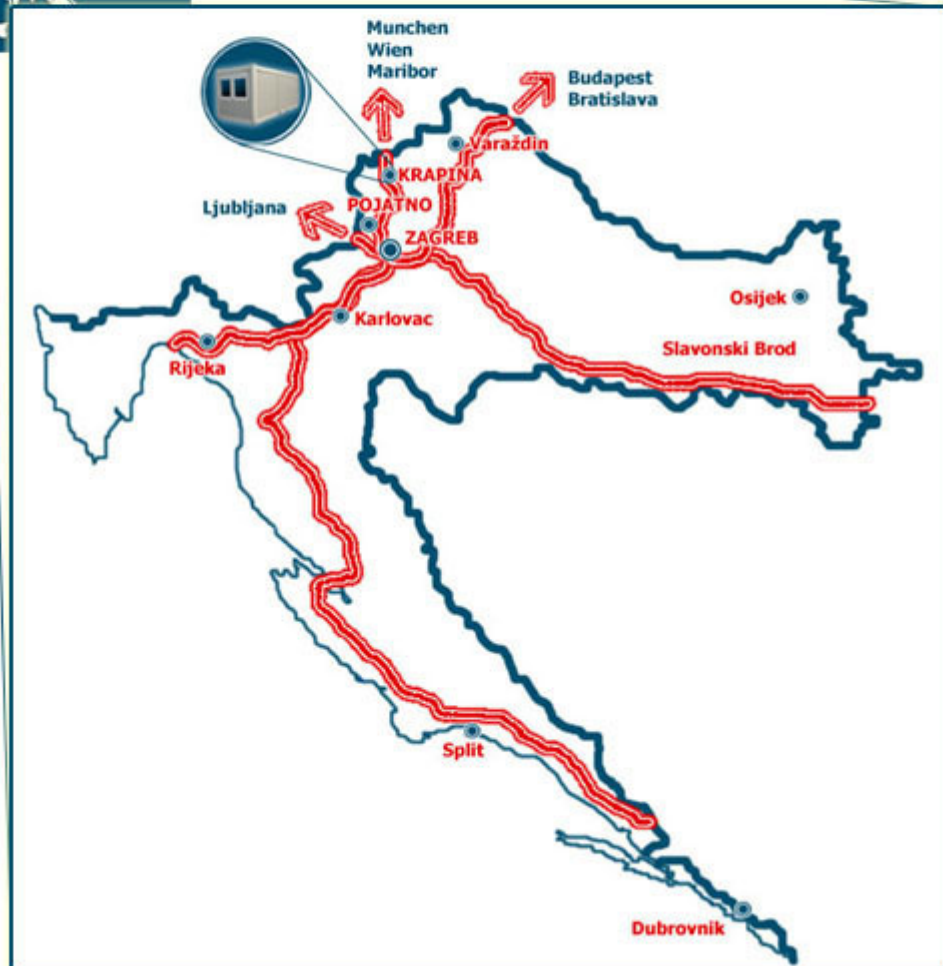 Munchen
Wien
Maribor
Budapest
Bratislava
Varaždin
KRAPINA
Ljubljana
POJATNO
ZAGREB
Osijek
Karlovac
Slavonski Brod
Rijeka
Split
Dubrovnik